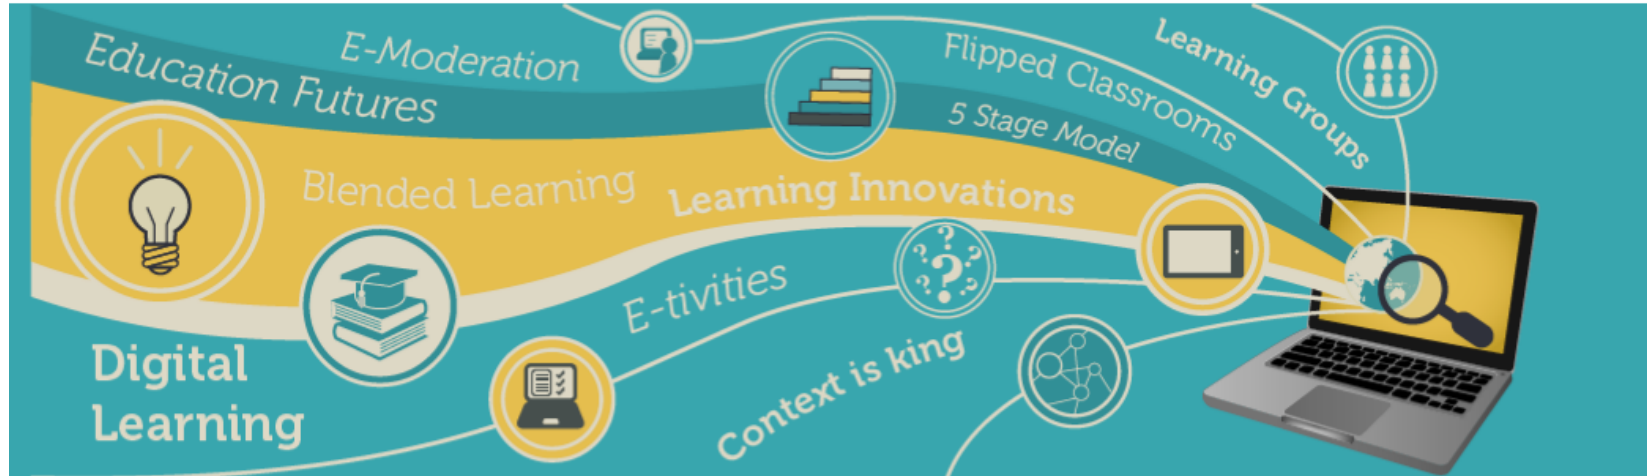 E-Moderation
Education Futures
Flipped Classrooms
Learning Groups
5 Stage Model
Blended Learning
Learning Innovations
E-tivities
Context is king
Digital
Learning